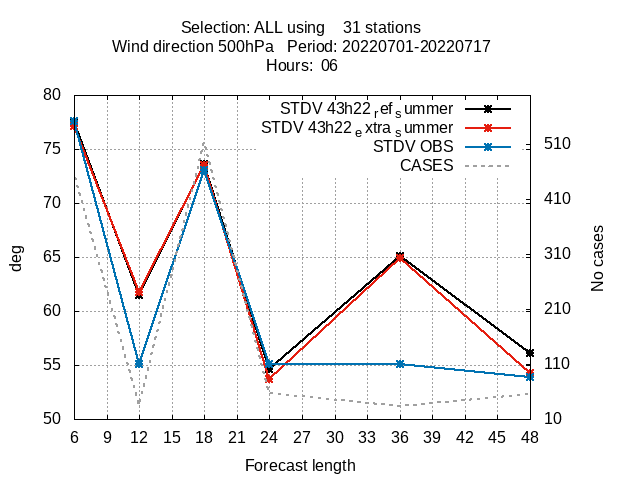 Selection: ALL using    31 stations
Wind direction 500hPa   Period: 20220701-20220717
Hours:  06
STDV 43h22 ref summer
STDV 43h22 extra summer
STDV OBS
CASES
80
75
70
65
60
55
50
510
410
310
210
110
10
deg
No cases
6 9 12 15 18 21 24 27 30 33 36 39 42 45 48
Forecast length